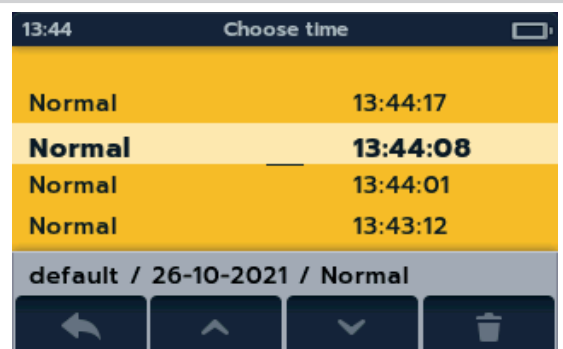 13:44 Choose time
Normal 13:44:17
Normal 13:44:08
Normal 13:44:01
Normal 13:43:12
default / 26-10-2021 / Normal